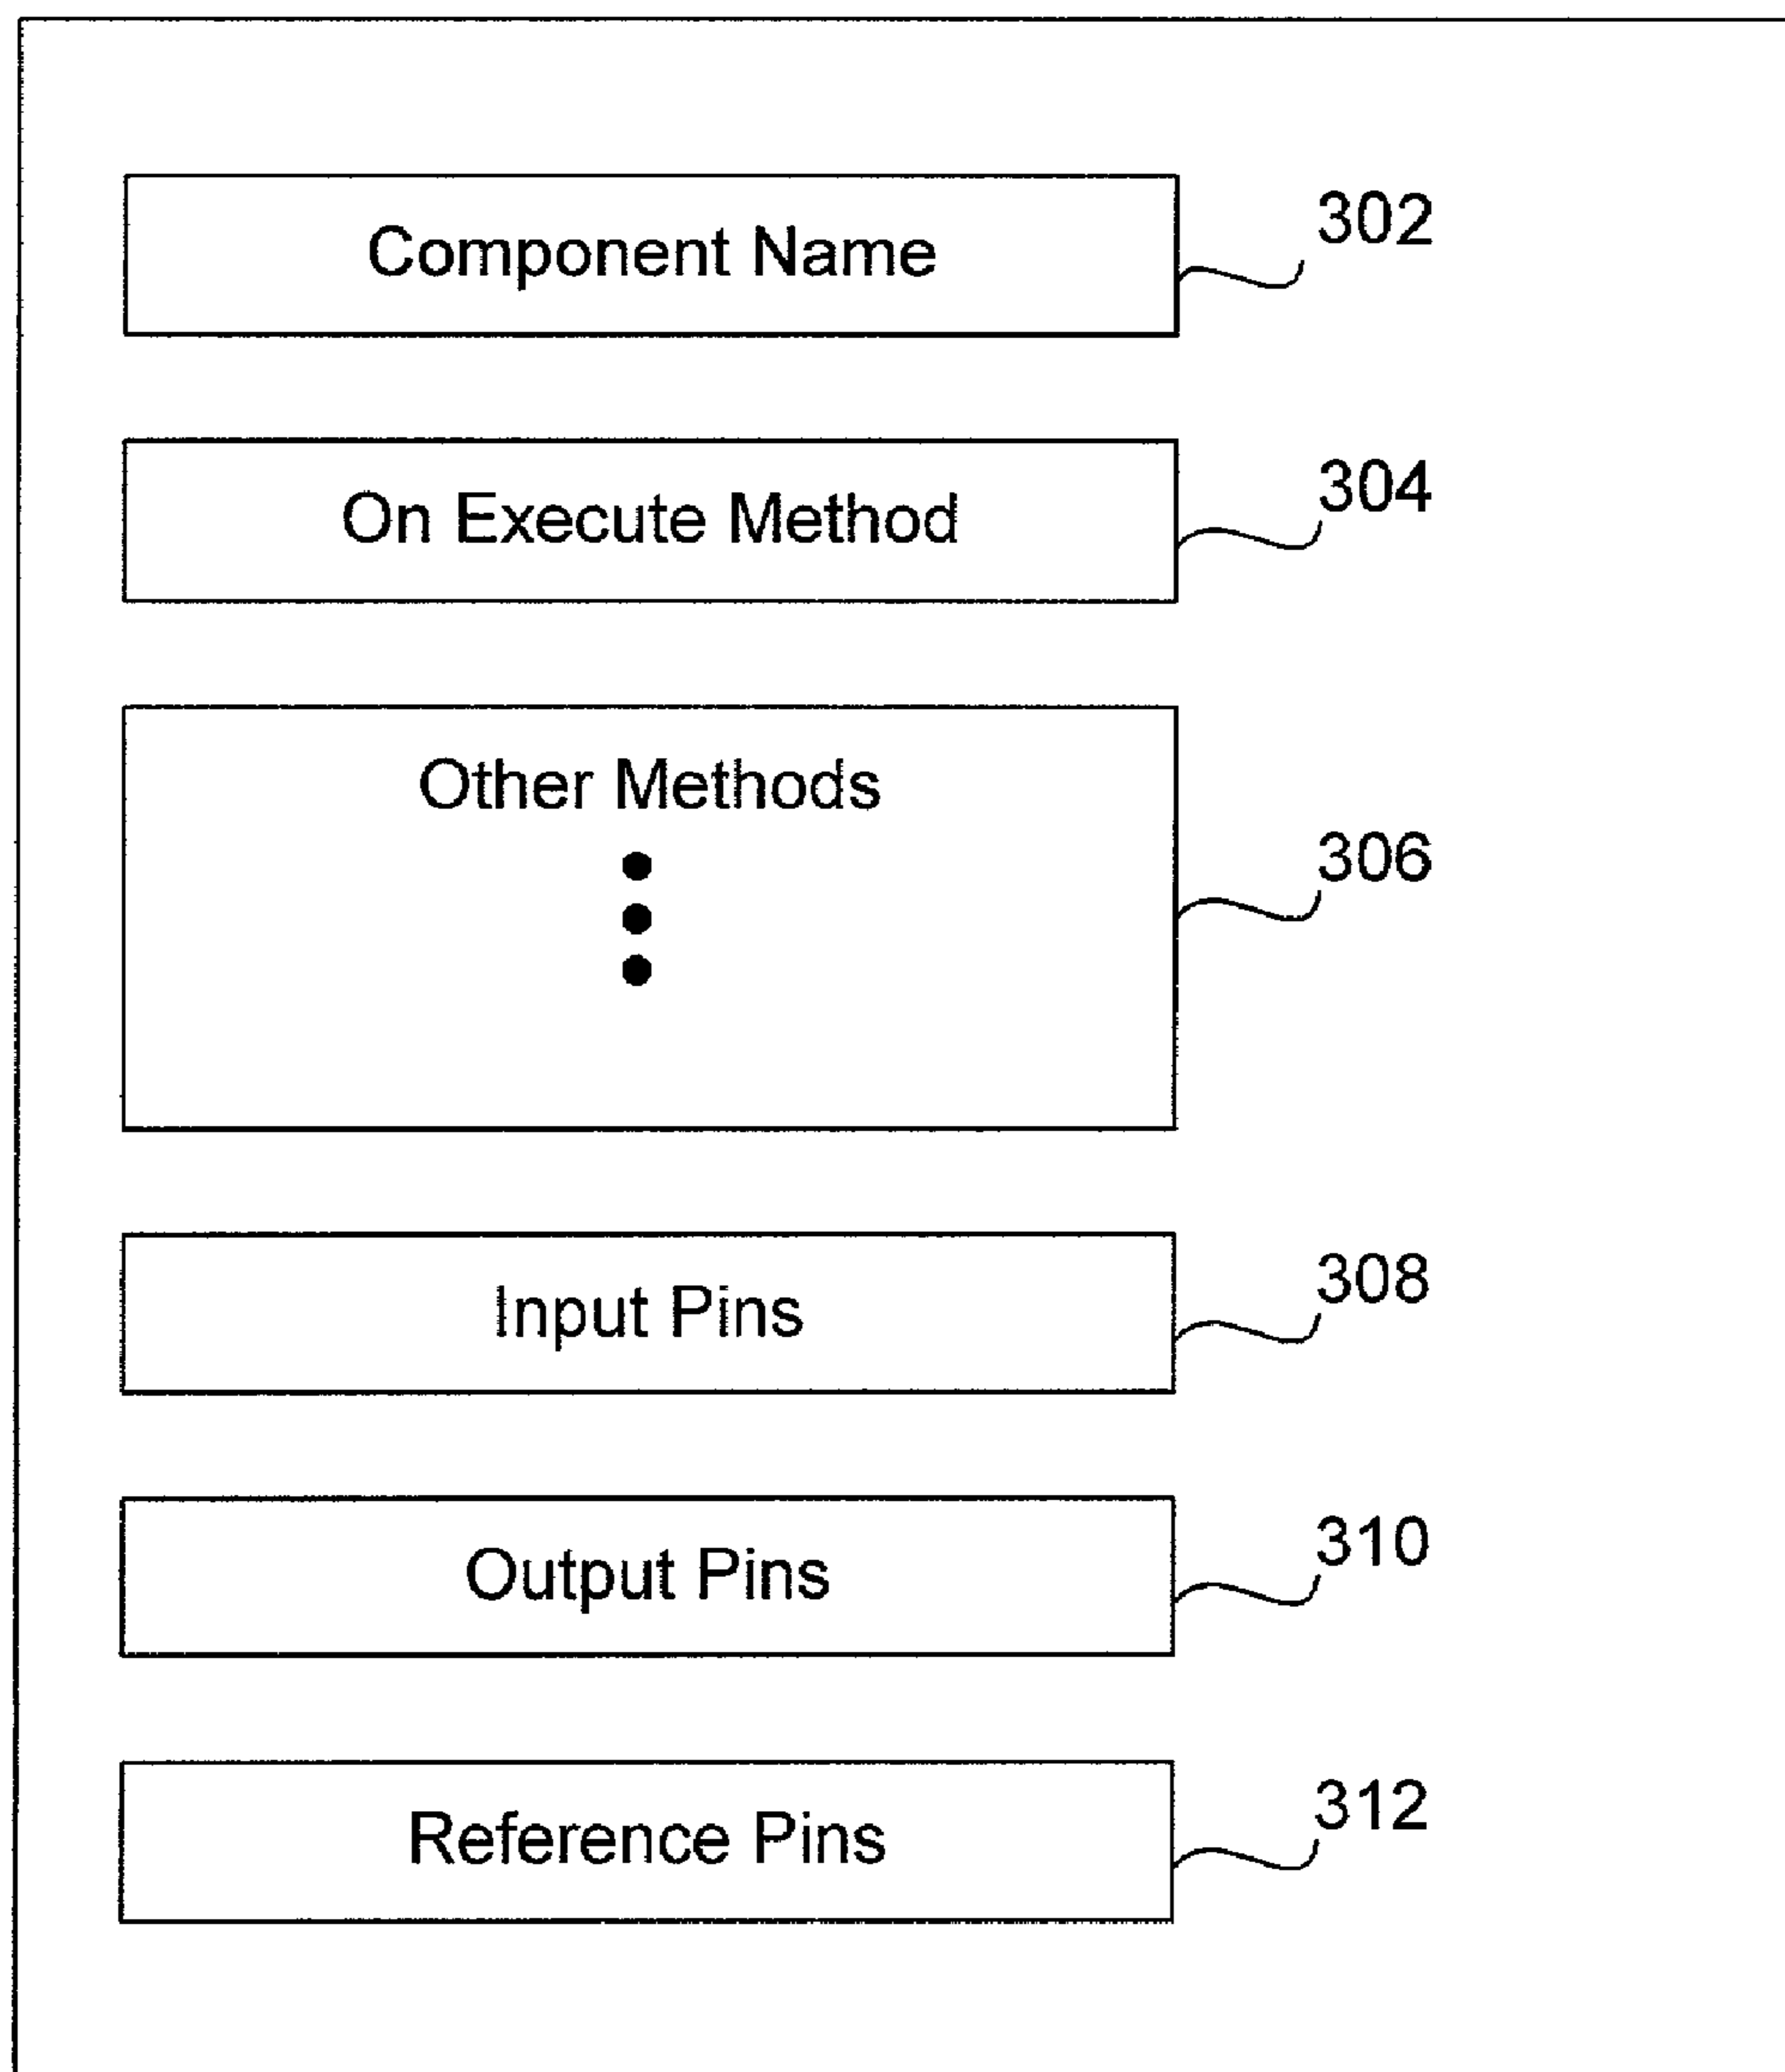 Component Name
302
On Execute Method
304
Other Methods
306
Input Pins
308
Output Pins
310
Reference Pins
312